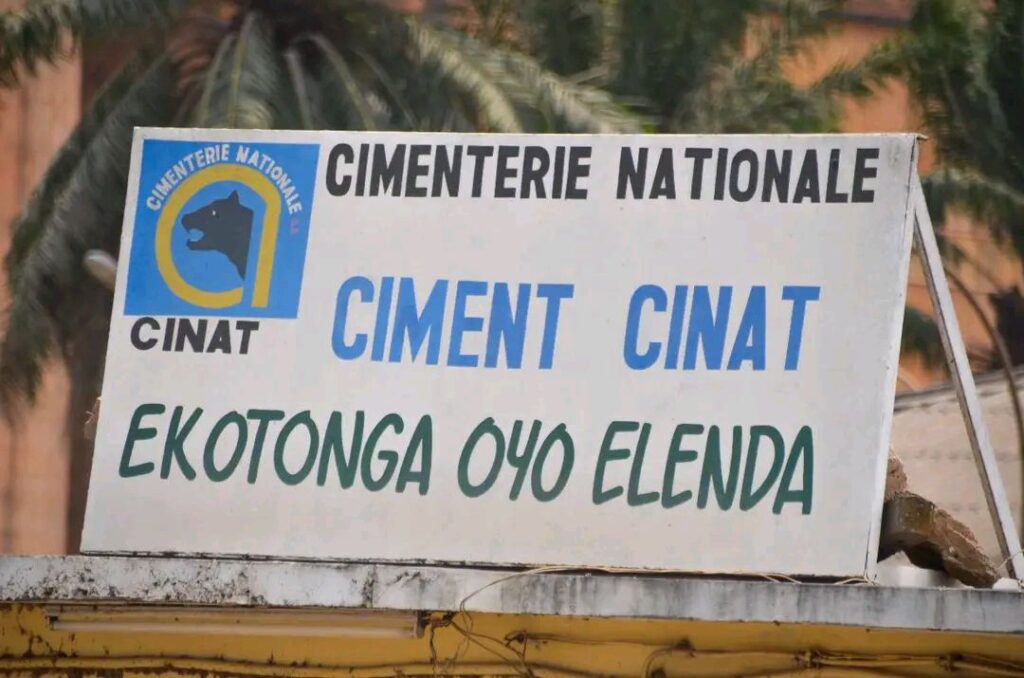 CIMENTERIE NATIONALE
CIMENTERIE NATIONALE
CINAT
CIMENT CINAT
EKOTONGA OYO ELENDA